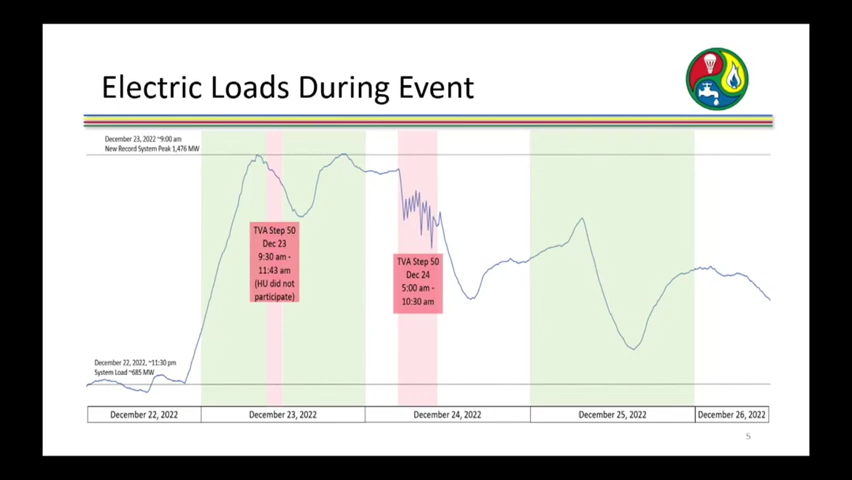 Electric Loads During Event
December 23, 2022 ~9:00 am
New Record System Peak 1,476 MW
TVA Step 50
Dec 23
9:30 am -
11:43 am
(HU did not
participate)
TVA Step 50
Dec 24
5:00 am -
10:30 am
December 22, 2022, ~11:30 pm
System Load ~685 MW
December 22, 2022
December 23, 2022
December 24, 2022
December 25, 2022
December 26, 2022
5